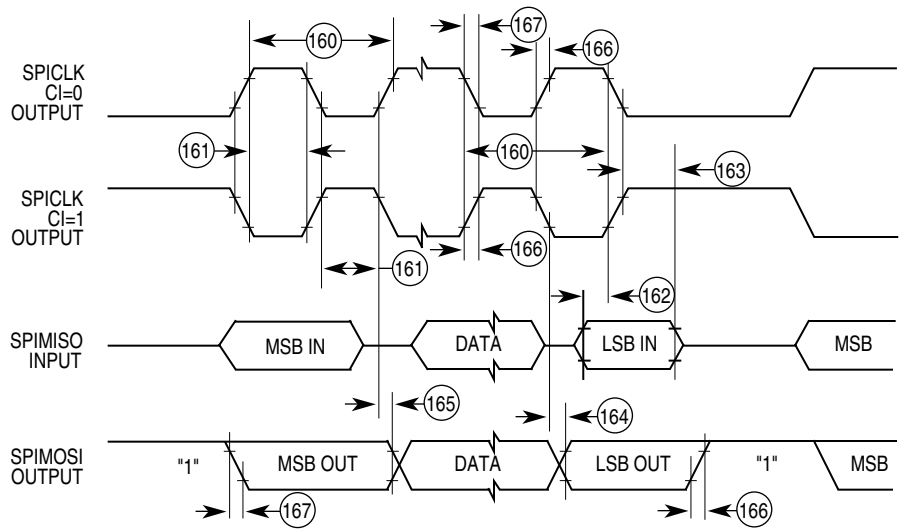 167
160
166
SPICLK
CI=0
OUTPUT
161
160
163
SPICLK
CI=1
OUTPUT
166
161
162
SPIMISO
INPUT
MSB IN
DATA
LSB IN
MSB
165
164
SPIMOSI
OUTPUT
"1"
MSB OUT
DATA
LSB OUT
"1"
MSB
167
166